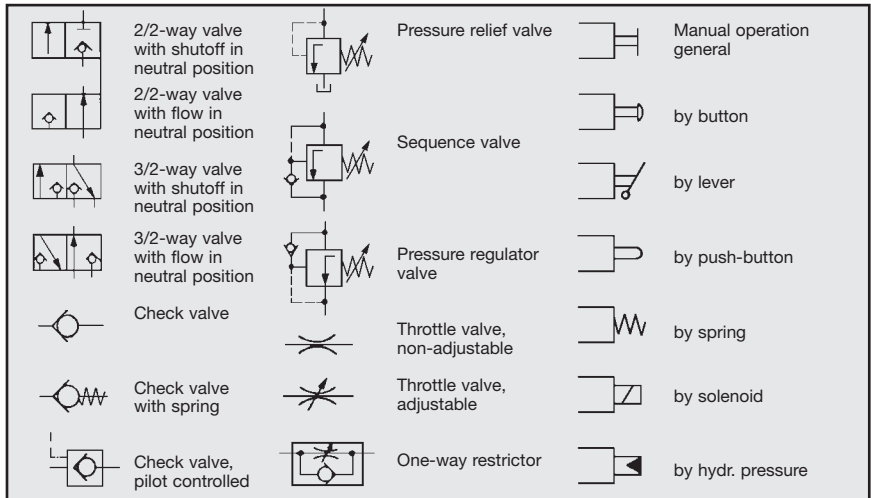 2/2-way valve
with shutoff in
neutral position
2/2-way valve
with flow in
neutral position
3/2-way valve
with shutoff in
neutral position
3/2-way valve
with flow in
neutral position
Check valve
Check valve
with spring
Check valve,
pilot controlled
Pressure relief valve
Sequence valve
Pressure regulator
valve
Throttle valve,
non-adjustable
Throttle valve,
adjustable
One-way restrictor
Manual operation
general
by button
by lever
by push-button
by spring
by solenoid
by hydr. pressure